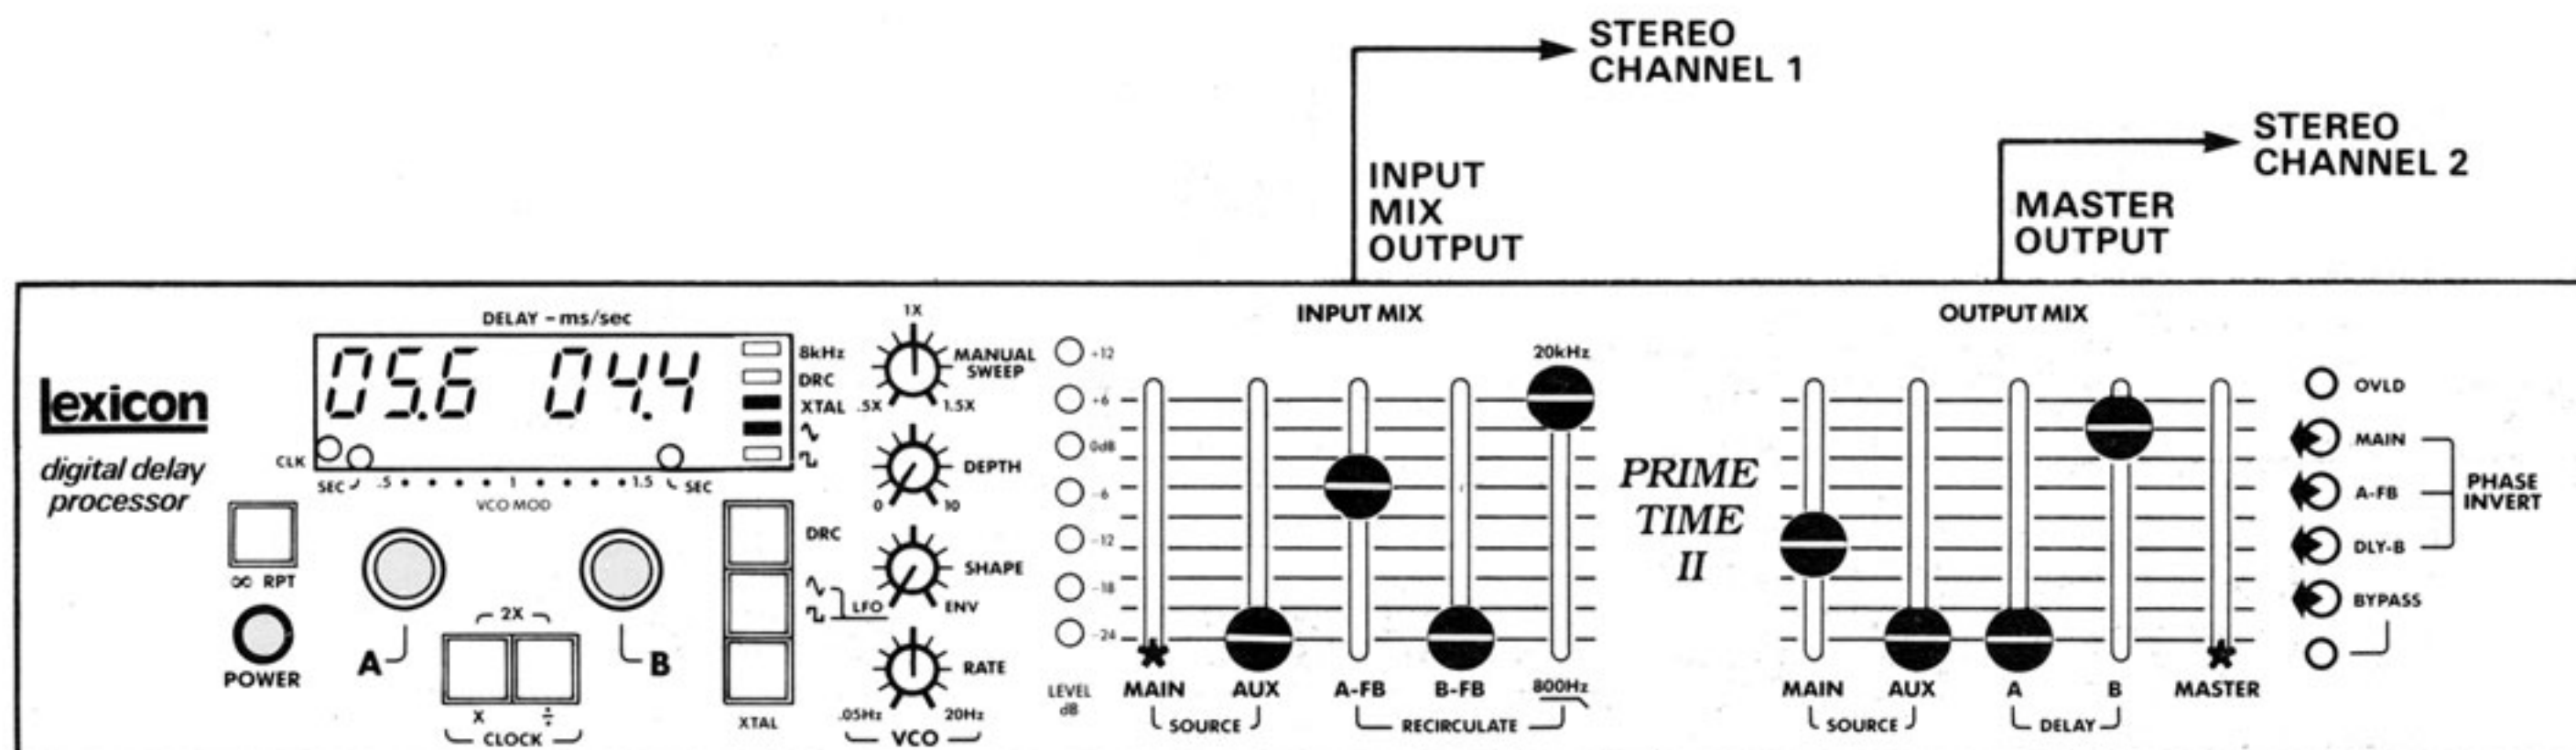 STEREO
CHANNEL 1
STEREO
CHANNEL 2
INPUT
MIX
OUTPUT
MASTER
OUTPUT
lexicon
digital delay
processor
DELAY - ms/sec
05.6 04.4
8kHz
DRC
XTAL
CLK
SEC .5 1 1.5 SEC
VCO MOD
∞ RPT
POWER
A
B
2X
X ÷
CLOCK
DRC
LFO
XTAL
1X
MANUAL
SWEEP
.5X 1.5X
DEPTH
0 10
SHAPE
ENV
RATE
.05Hz 20Hz
VCO
+12
+6
0dB
-6
-12
-18
-24
LEVEL
dB
INPUT MIX
20kHz
* 
MAIN AUX A-FB B-FB 800Hz
SOURCE RECIRCULATE
PRIME
TIME
II
OUTPUT MIX
*
MAIN AUX A B MASTER
SOURCE DELAY
OVLD
MAIN
A-FB
DLY-B
BYPASS
PHASE
INVERT